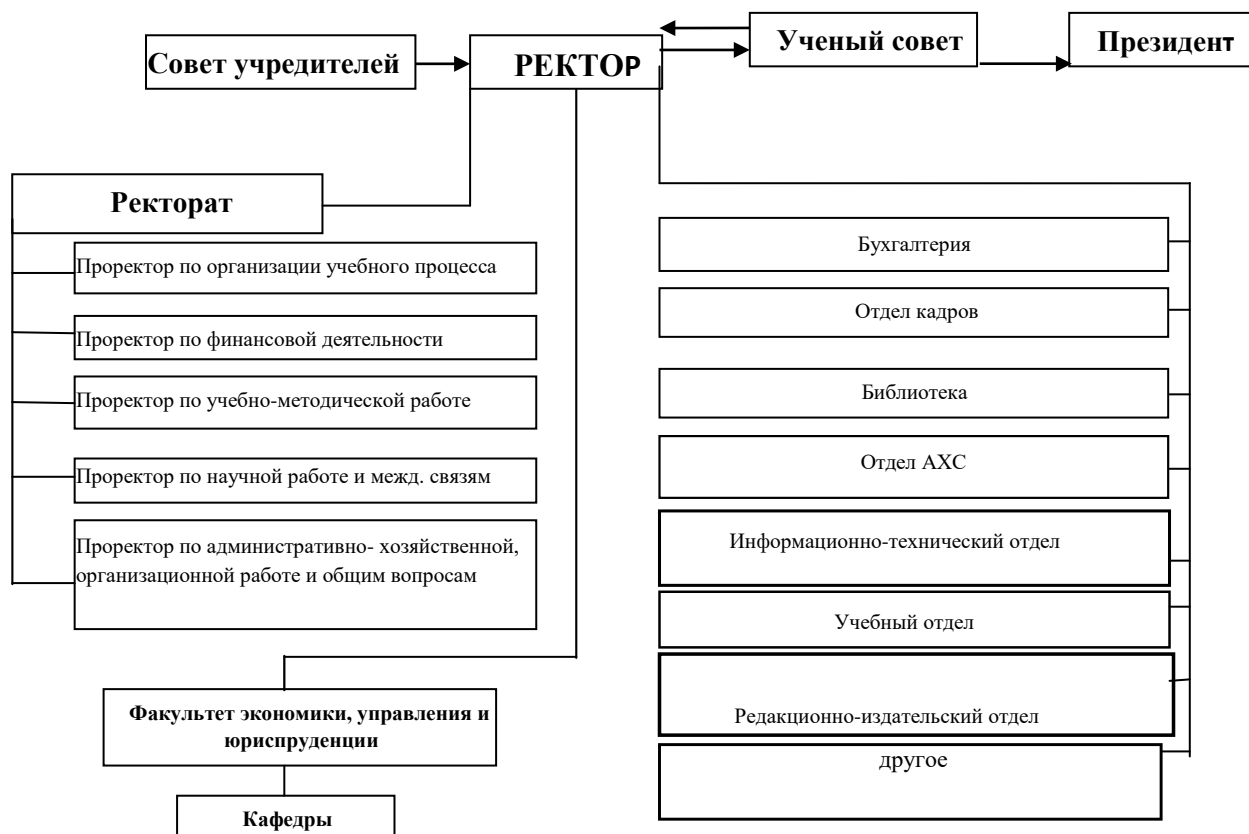 Совет учредителей
РЕКТОР
Ученый совет
Президент
Ректорат
Проректор по организации учебного процесса
Проректор по финансовой деятельности
Проректор по учебно-методической работе
Проректор по научной работе и межд. связям
Проректор по административно- хозяйственной,
организационной работе и общим вопросам
Факультет экономики, управления и
юриспруденции
Кафедры
Бухгалтерия
Отдел кадров
Библиотека
Отдел АХС
Информационно-технический отдел
Учебный отдел
Редакционно-издательский отдел
другое